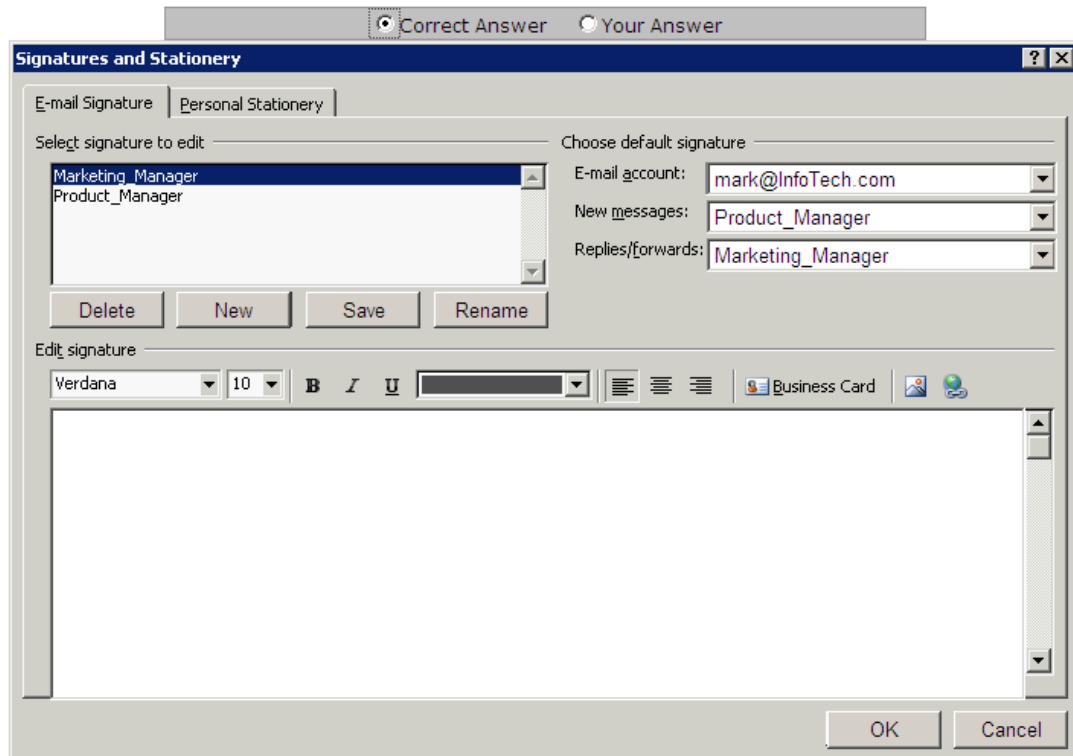 Correct Answer Your Answer
Signatures and Stationery
E-mail Signature Personal Stationery
Select signature to edit Choose default signature
Marketing_Manager
Product_Manager
E-mail account: mark@InfoTech.com
New messages: Product_Manager
Replies/forwards: Marketing_Manager
Delete New Save Rename
Edit signature
Verdana 10 B I U Business Card
OK Cancel